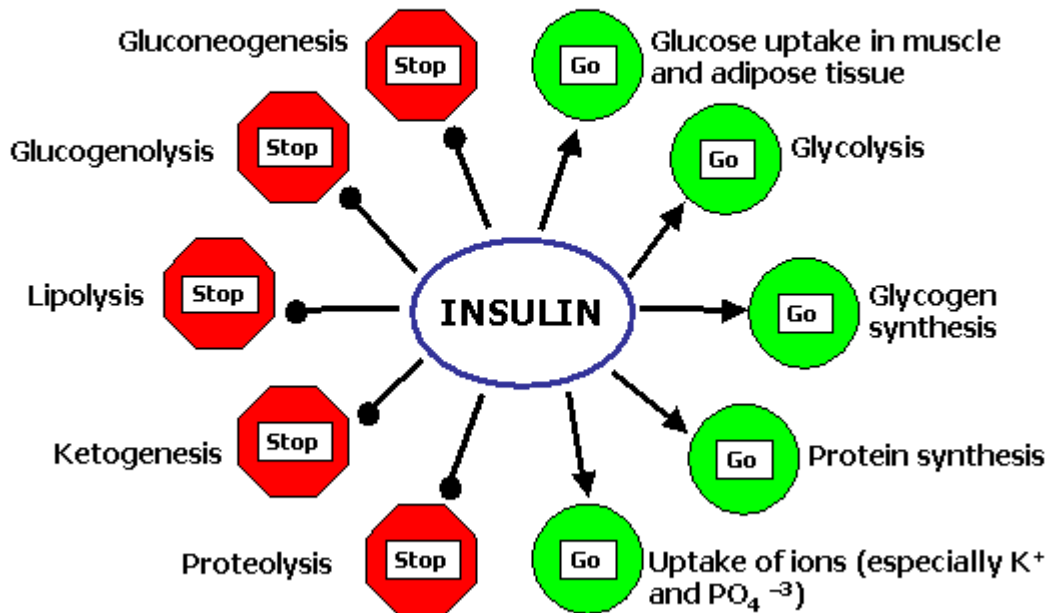 Gluconeogenesis
Stop
Go
Glucose uptake in muscle
and adipose tissue
Glucogenolysis
Stop
Go
Glycolysis
Lipolysis
Stop
INSULIN
Go
Glycogen
synthesis
Ketogenesis
Stop
Go
Protein synthesis
Proteolysis
Stop
Go
Uptake of ions (especially K⁺
and PO₄ ⁻³)